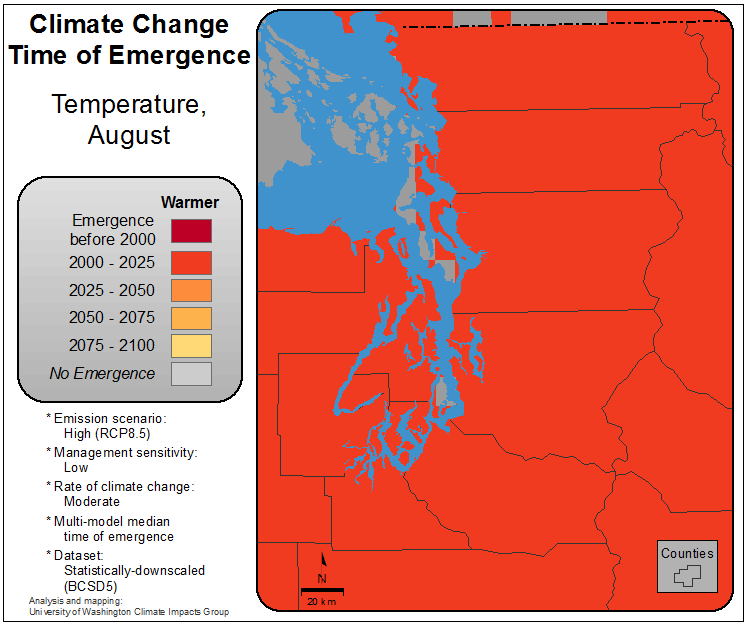 Climate Change
Time of Emergence
Temperature,
August
Warmer
Emergence
before 2000
2000 - 2025
2025 - 2050
2050 - 2075
2075 - 2100
No Emergence
* Emission scenario:
High (RCP8.5)
* Management sensitivity:
Low
* Rate of climate change:
Moderate
* Multi-model median
time of emergence
* Dataset:
Statistically-downscaled
(BCSD5)
Analysis and mapping:
University of Washington Climate Impacts Group
N
20 km
Counties